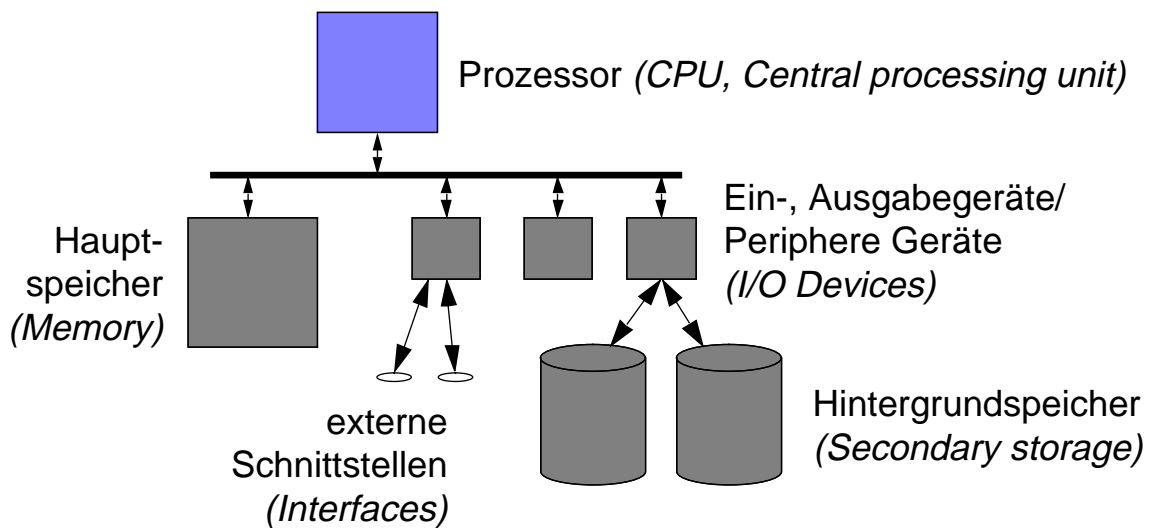 Prozessor (CPU, Central processing unit)
Haupt-
speicher
(Memory)
Ein-, Ausgabegeräte/
Periphere Geräte
(I/O Devices)
externe
Schnittstellen
(Interfaces)
Hintergrundspeicher
(Secondary storage)